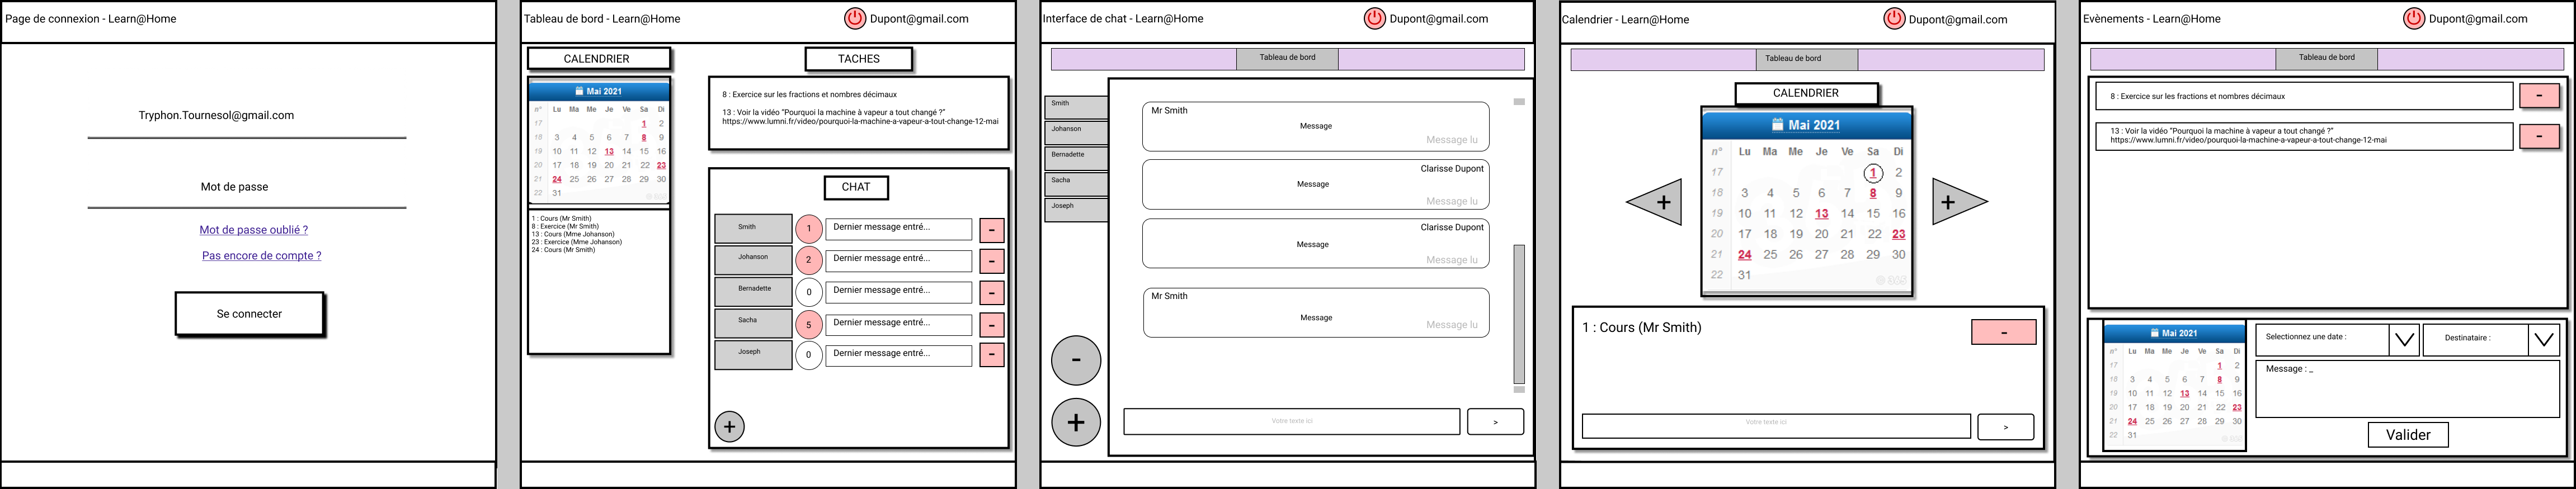 Page de connexion - Learn@Home
Tryphon.Tournesol@gmail.com
Mot de passe
Mot de passe oublié ?
Pas encore de compte ?
Se connecter
Tableau de bord - Learn@Home
Dupont@gmail.com
CALENDRIER
Mai 2021
n° Lu Ma Me Je Ve Sa Di
17 1 2
18 3 4 5 6 7 8 9
19 10 11 12 13 14 15 16
20 17 18 19 20 21 22 23
21 24 25 26 27 28 29 30
22 31
1 : Cours (Mr Smith)
8 : Exercice (Mr Smith)
13 : Cours (Mme Johanson)
23 : Exercice (Mme Johanson)
24 : Cours (Mr Smith)
TACHES
8 : Exercice sur les fractions et nombres décimaux
13 : Voir la vidéo "Pourquoi la machine à vapeur a tout changé ?"
https://www.lumni.fr/video/pourquoi-la-machine-a-vapeur-a-tout-change-12-mai
CHAT
Smith 1 Dernier message entré... -
Johanson 2 Dernier message entré... -
Bernadette 0 Dernier message entré... -
Sacha 5 Dernier message entré... -
Joseph 0 Dernier message entré... -
+
Interface de chat - Learn@Home
Dupont@gmail.com
Tableau de bord
Smith
Johanson
Bernadette
Sacha
Joseph
-
+
Mr Smith
Message
Message lu
Clarisse Dupont
Message
Message lu
Clarisse Dupont
Message
Message lu
Mr Smith
Message
Message lu
Votre texte ici
>
Calendrier - Learn@Home
Dupont@gmail.com
Tableau de bord
CALENDRIER
Mai 2021
n° Lu Ma Me Je Ve Sa Di
17 1 2
18 3 4 5 6 7 8 9
19 10 11 12 13 14 15 16
20 17 18 19 20 21 22 23
21 24 25 26 27 28 29 30
22 31
+
+
1 : Cours (Mr Smith)
-
Votre texte ici
>
Evènements - Learn@Home
Dupont@gmail.com
Tableau de bord
8 : Exercice sur les fractions et nombres décimaux
-
13 : Voir la vidéo "Pourquoi la machine à vapeur a tout changé ?"
https://www.lumni.fr/video/pourquoi-la-machine-a-vapeur-a-tout-change-12-mai
-
Mai 2021
n° Lu Ma Me Je Ve Sa Di
17 1 2
18 3 4 5 6 7 8 9
19 10 11 12 13 14 15 16
20 17 18 19 20 21 22 23
21 24 25 26 27 28 29 30
22 31
Selectionnez une date :
Destinataire :
Message : _
Valider